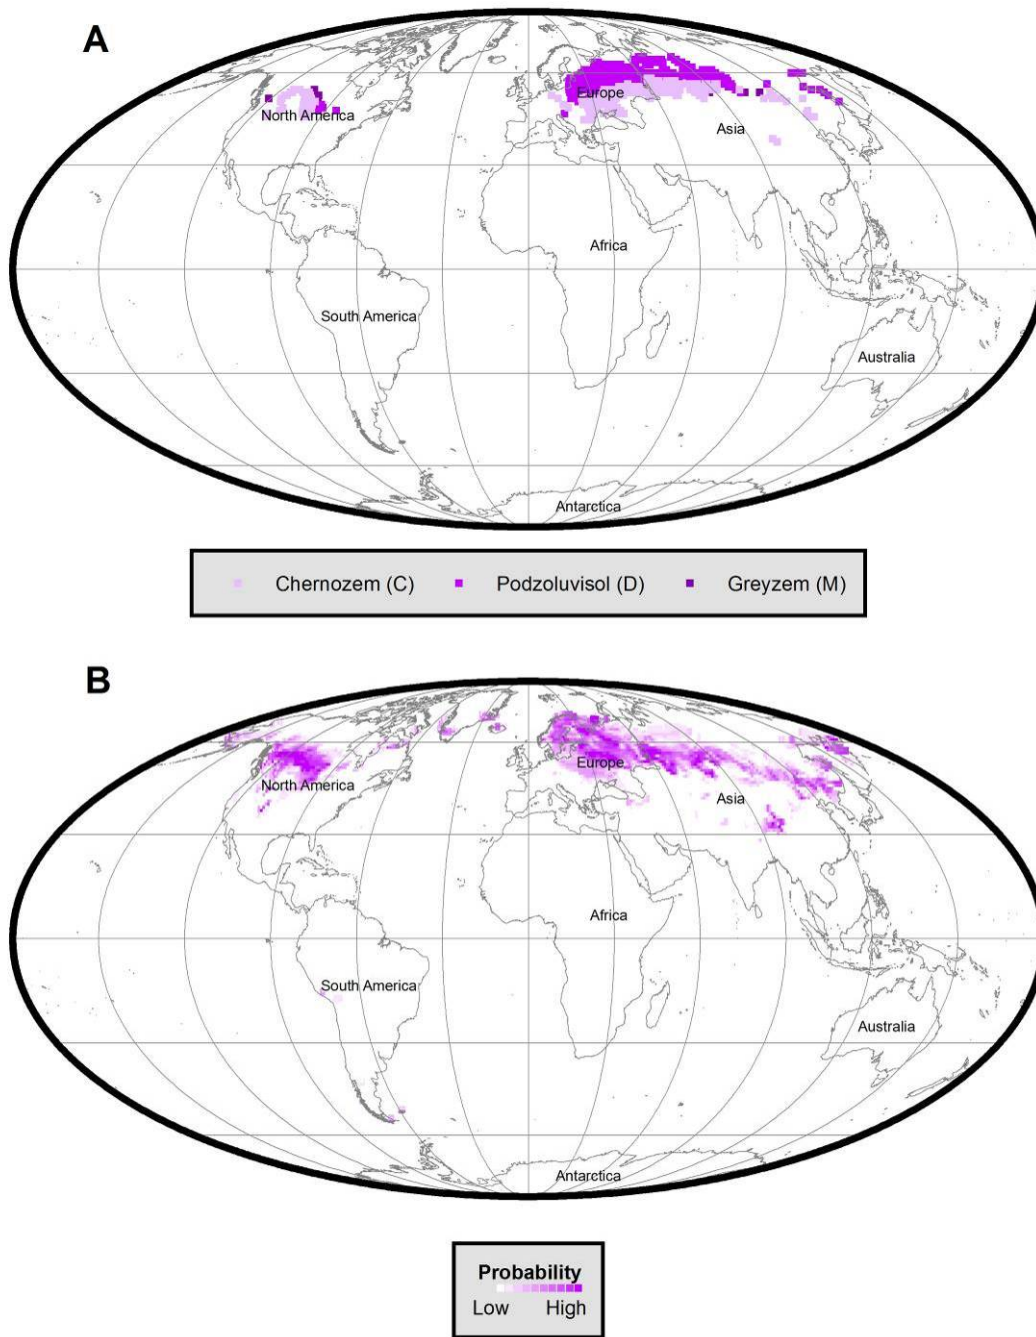 A
North America
Europe
Asia
Africa
South America
Australia
Antarctica
Chernozem (C) Podzoluvisol (D) Greyzem (M)
B
North America
Europe
Asia
Africa
South America
Australia
Antarctica
Probability
Low High